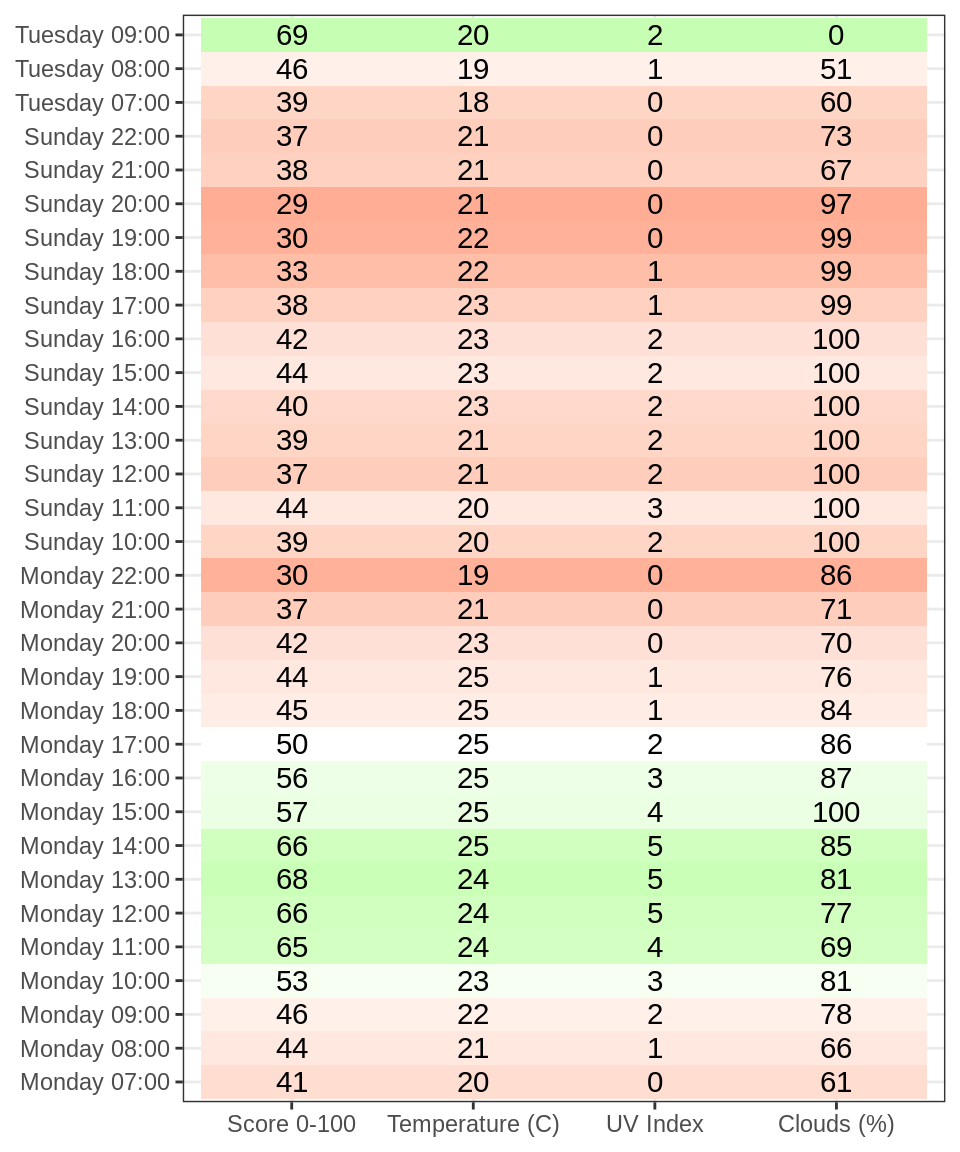 Tuesday 09:00 69 20 2 0
Tuesday 08:00 46 19 1 51
Tuesday 07:00 39 18 0 60
Sunday 22:00 37 21 0 73
Sunday 21:00 38 21 0 67
Sunday 20:00 29 21 0 97
Sunday 19:00 30 22 0 99
Sunday 18:00 33 22 1 99
Sunday 17:00 38 23 1 99
Sunday 16:00 42 23 2 100
Sunday 15:00 44 23 2 100
Sunday 14:00 40 23 2 100
Sunday 13:00 39 21 2 100
Sunday 12:00 37 21 2 100
Sunday 11:00 44 20 3 100
Sunday 10:00 39 20 2 100
Monday 22:00 30 19 0 86
Monday 21:00 37 21 0 71
Monday 20:00 42 23 0 70
Monday 19:00 44 25 1 76
Monday 18:00 45 25 1 84
Monday 17:00 50 25 2 86
Monday 16:00 56 25 3 87
Monday 15:00 57 25 4 100
Monday 14:00 66 25 5 85
Monday 13:00 68 24 5 81
Monday 12:00 66 24 5 77
Monday 11:00 65 24 4 69
Monday 10:00 53 23 3 81
Monday 09:00 46 22 2 78
Monday 08:00 44 21 1 66
Monday 07:00 41 20 0 61
Score 0-100 Temperature (C) UV Index Clouds (%)